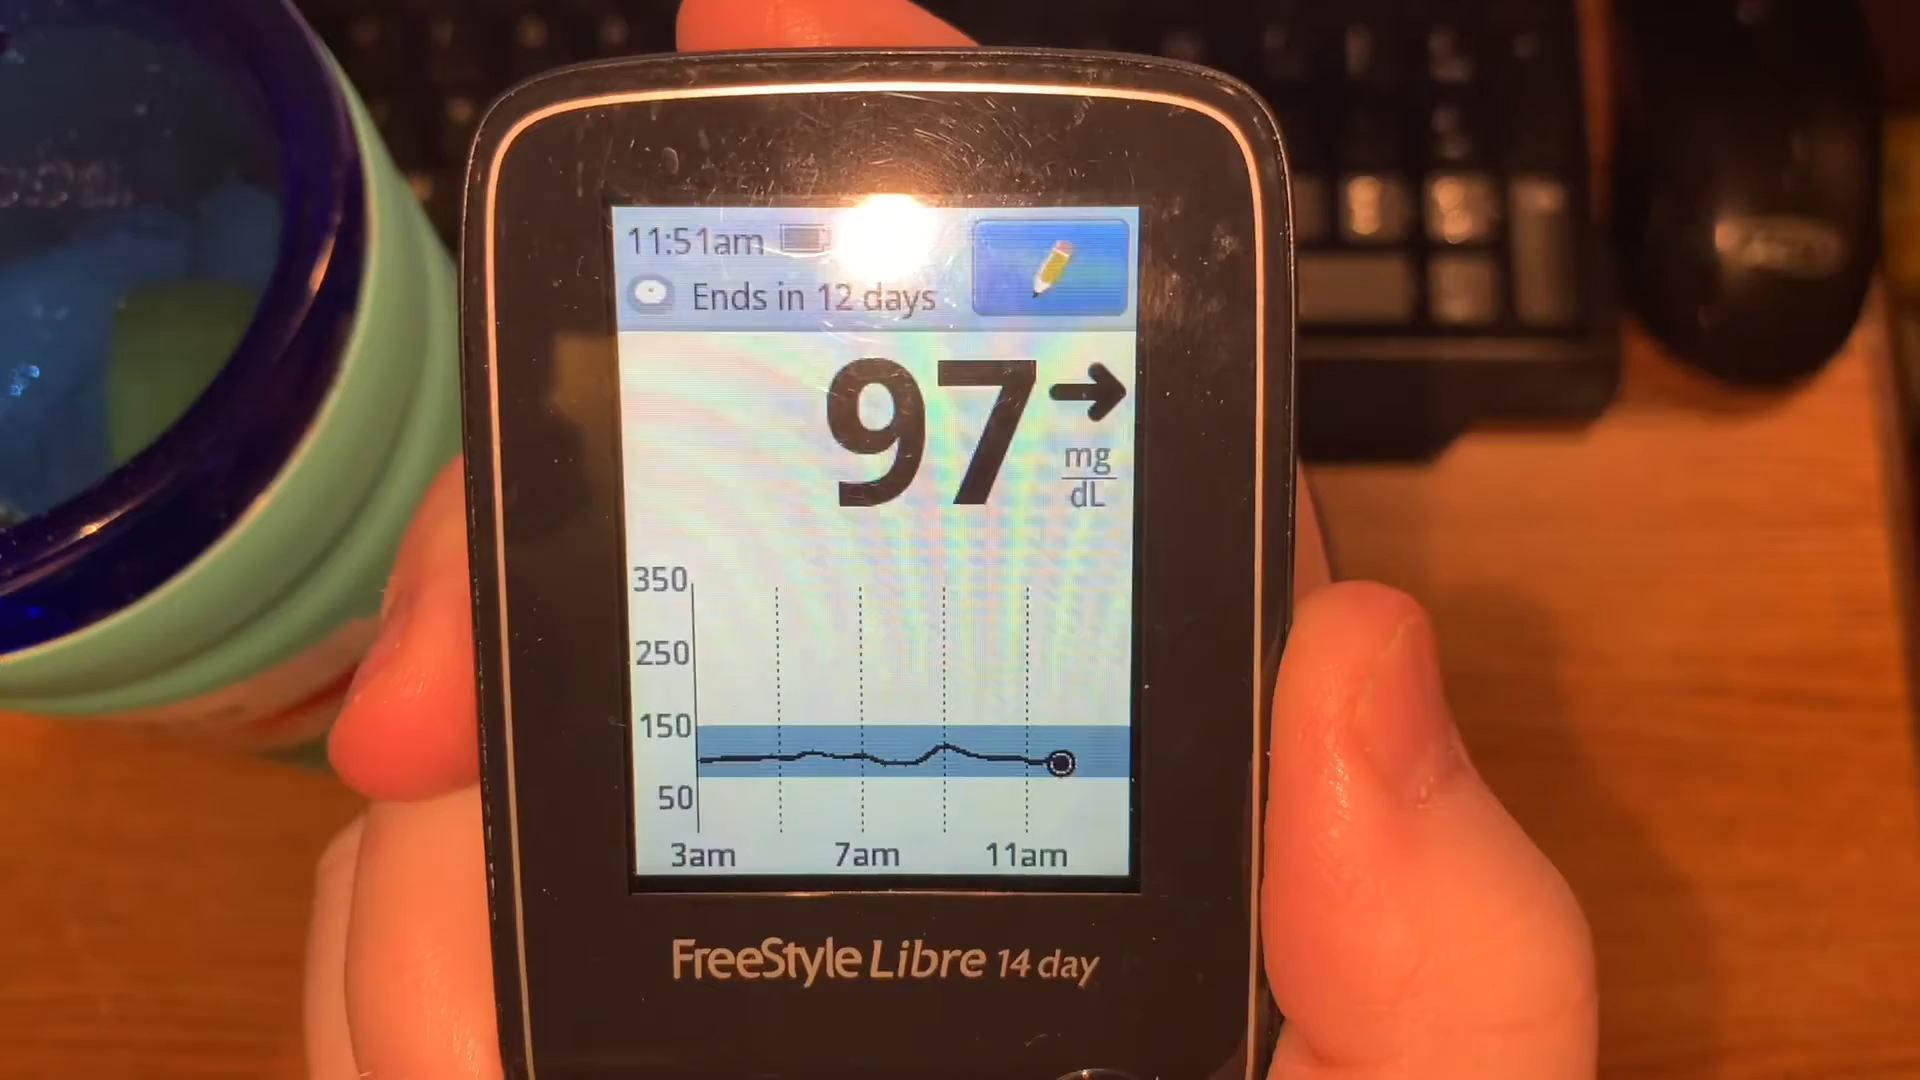 11:51am
Ends in 12 days
97
mg
dL
350
250
150
50
3am 7am 11am
FreeStyle Libre 14 day